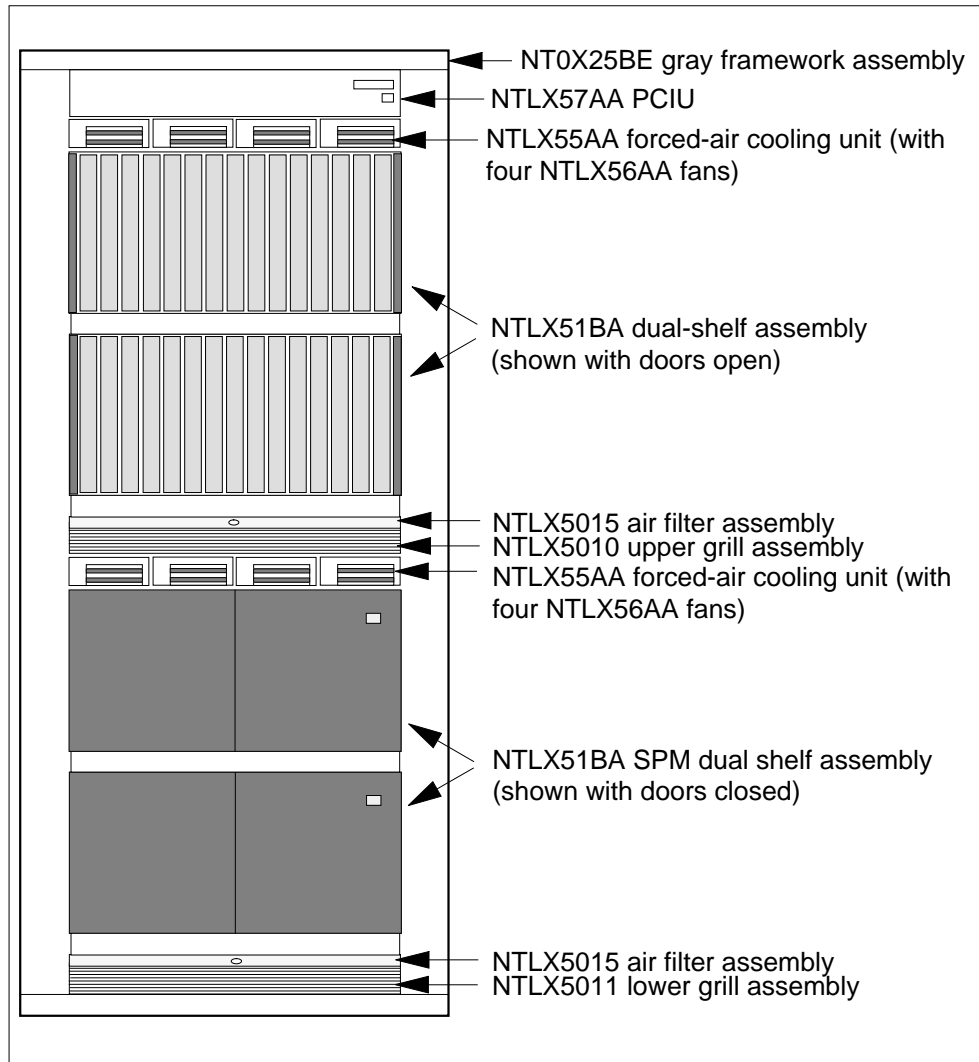 NT0X25BE gray framework assembly
NTLX57AA PCIU
NTLX55AA forced-air cooling unit (with
four NTLX56AA fans)
NTLX51BA dual-shelf assembly
(shown with doors open)
NTLX5015 air filter assembly
NTLX5010 upper grill assembly
NTLX55AA forced-air cooling unit (with
four NTLX56AA fans)
NTLX51BA SPM dual shelf assembly
(shown with doors closed)
NTLX5015 air filter assembly
NTLX5011 lower grill assembly